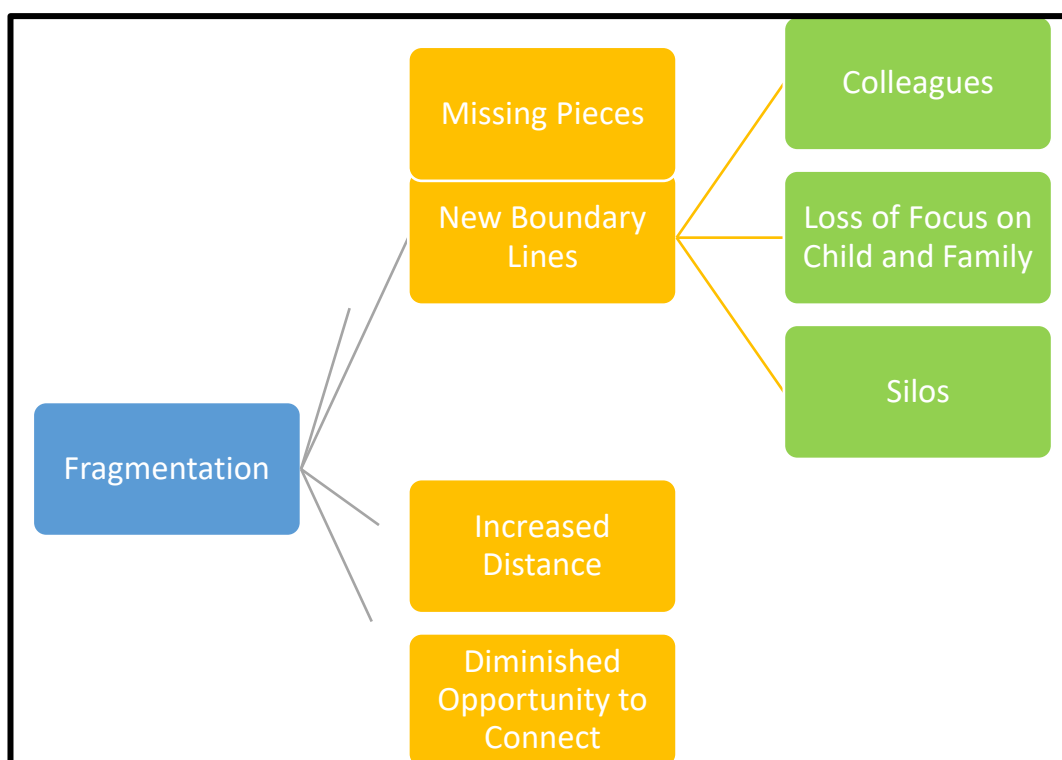 Fragmentation
Missing Pieces
New Boundary
Lines
Increased
Distance
Diminished
Opportunity to
Connect
Colleagues
Loss of Focus on
Child and Family
Silos